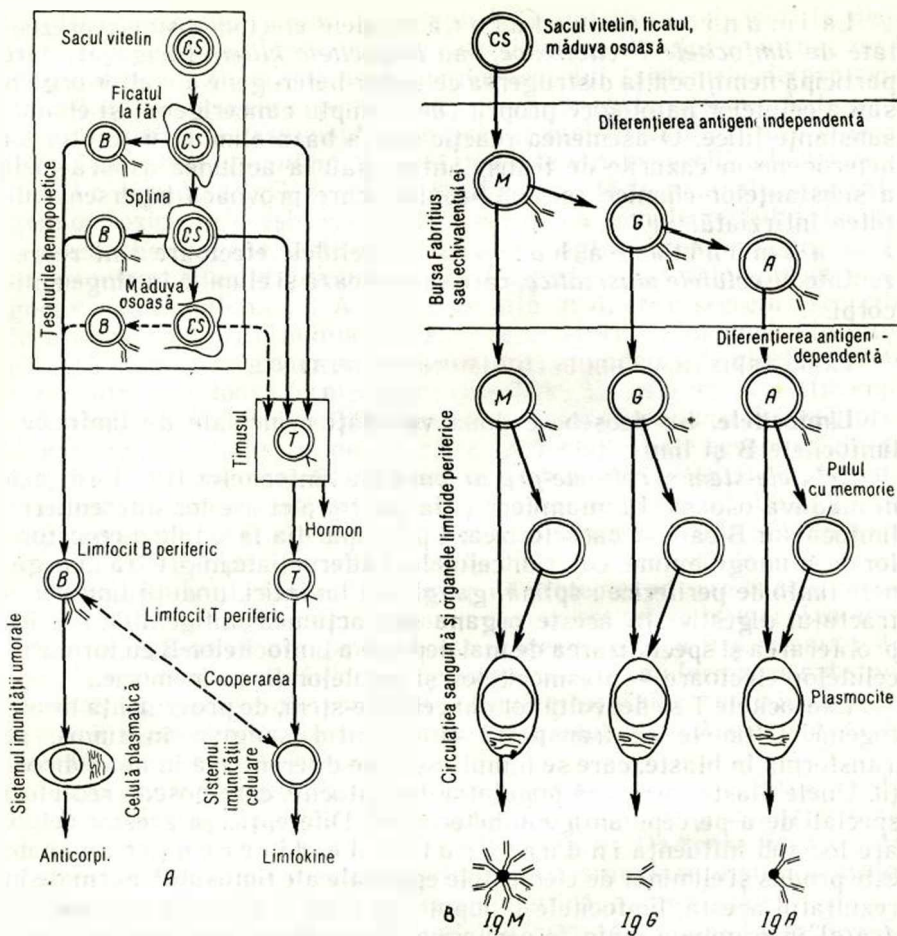 Sacul vitelin
CS
Ficatul
la făt
B
CS
Splina
B
CS
Măduva
osoasă
B
CS
Țesuturile hemopoietice
Timusul
T
Hormon
Limfocit B periferic
B
T
Limfocit T periferic
Cooperarea
Sistemul imunității umorale
Celulă plasmatică
Sistemul
imunității
celulare
Anticorpi.
Limfokine
A
CS
Sacul vitelin, ficatul,
măduva osoasă
Diferențierea antigen-independentă
Bursa Fabrițius
sau echivalentul ei
M
G
A
Diferențierea antigen-
dependentă
M
G
A
Pulul
cu memorie
Circulația sanguină și organele limfoide periferice
Plasmocite
B
IgM
IgG
IgA